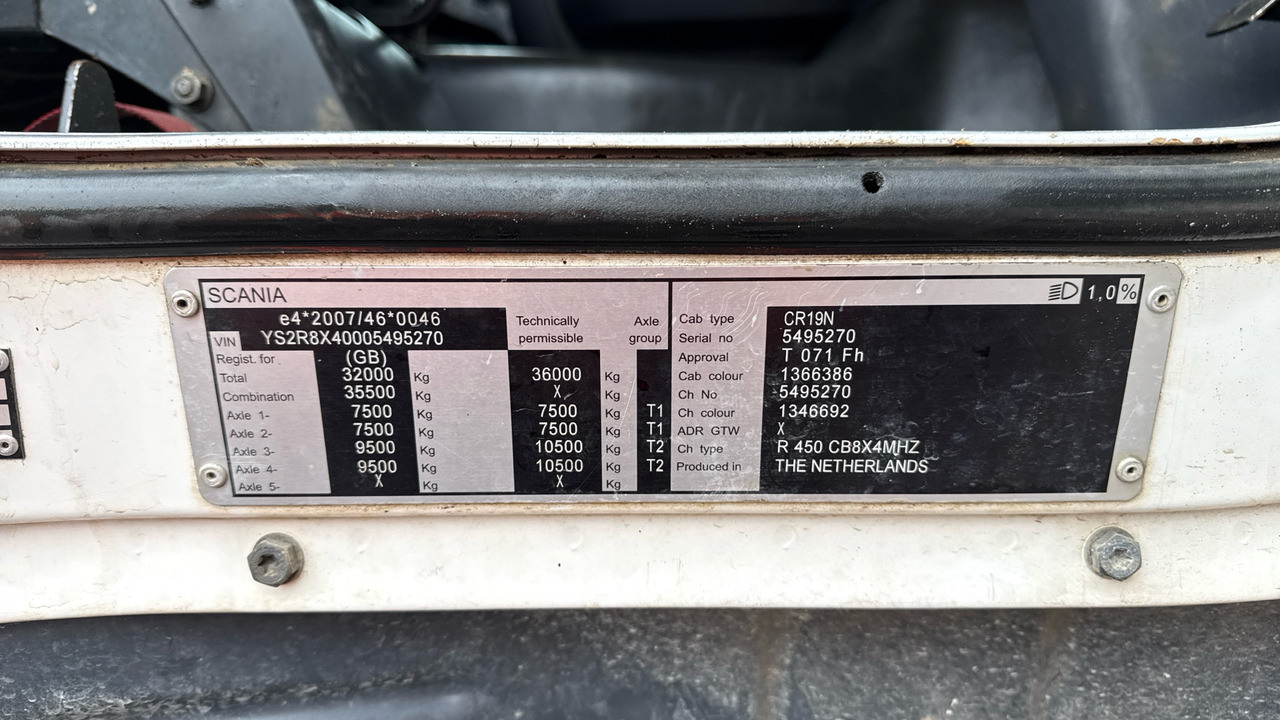 SCANIA
e4*2007/46*0046
VIN YS2R8X40005495270
Technically permissible Axle group
Regist. for (GB)
Total 32000 Kg 36000 Kg
Combination 35500 Kg X Kg
Axle 1- 7500 Kg 7500 Kg T1
Axle 2- 7500 Kg 7500 Kg T1
Axle 3- 9500 Kg 10500 Kg T2
Axle 4- 9500 Kg 10500 Kg T2
Axle 5- X Kg X Kg
1,0 %
Cab type CR19N
Serial no 5495270
Approval T 071 Fh
Cab colour 1366386
Ch No 5495270
Ch colour 1346692
ADR GTW X
Ch type R 450 CB8X4MHZ
Produced in THE NETHERLANDS